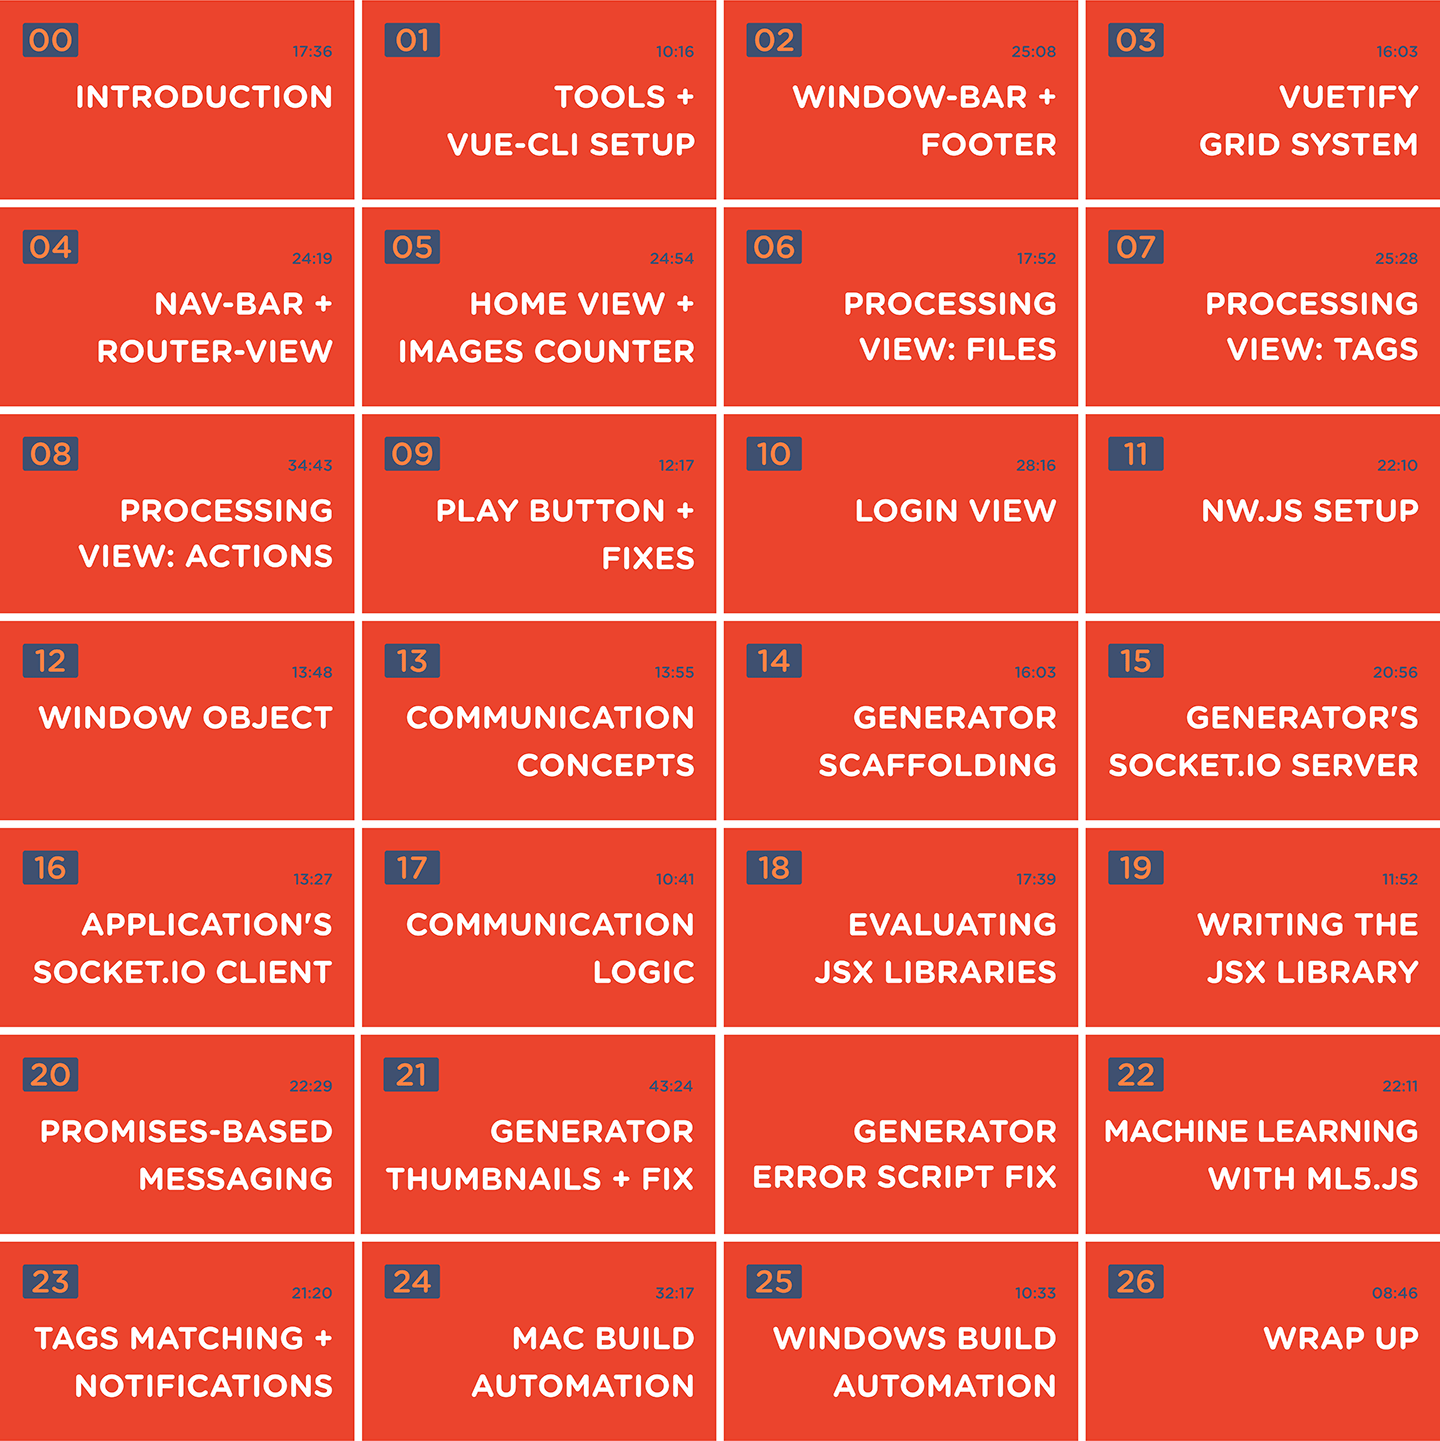 00
17:36
INTRODUCTION
01
10:16
TOOLS +
VUE-CLI SETUP
02
25:08
WINDOW-BAR +
FOOTER
03
16:03
VUETIFY
GRID SYSTEM
04
24:19
NAV-BAR +
ROUTER-VIEW
05
24:54
HOME VIEW +
IMAGES COUNTER
06
17:52
PROCESSING
VIEW: FILES
07
25:28
PROCESSING
VIEW: TAGS
08
34:43
PROCESSING
VIEW: ACTIONS
09
12:17
PLAY BUTTON +
FIXES
10
28:16
LOGIN VIEW
11
22:10
NW.JS SETUP
12
13:48
WINDOW OBJECT
13
13:55
COMMUNICATION
CONCEPTS
14
16:03
GENERATOR
SCAFFOLDING
15
20:56
GENERATOR'S
SOCKET.IO SERVER
16
13:27
APPLICATION'S
SOCKET.IO CLIENT
17
10:41
COMMUNICATION
LOGIC
18
17:39
EVALUATING
JSX LIBRARIES
19
11:52
WRITING THE
JSX LIBRARY
20
22:29
PROMISES-BASED
MESSAGING
21
43:24
GENERATOR
THUMBNAILS + FIX
GENERATOR
ERROR SCRIPT FIX
22
22:11
MACHINE LEARNING
WITH ML5.JS
23
21:20
TAGS MATCHING +
NOTIFICATIONS
24
32:17
MAC BUILD
AUTOMATION
25
10:33
WINDOWS BUILD
AUTOMATION
26
08:46
WRAP UP